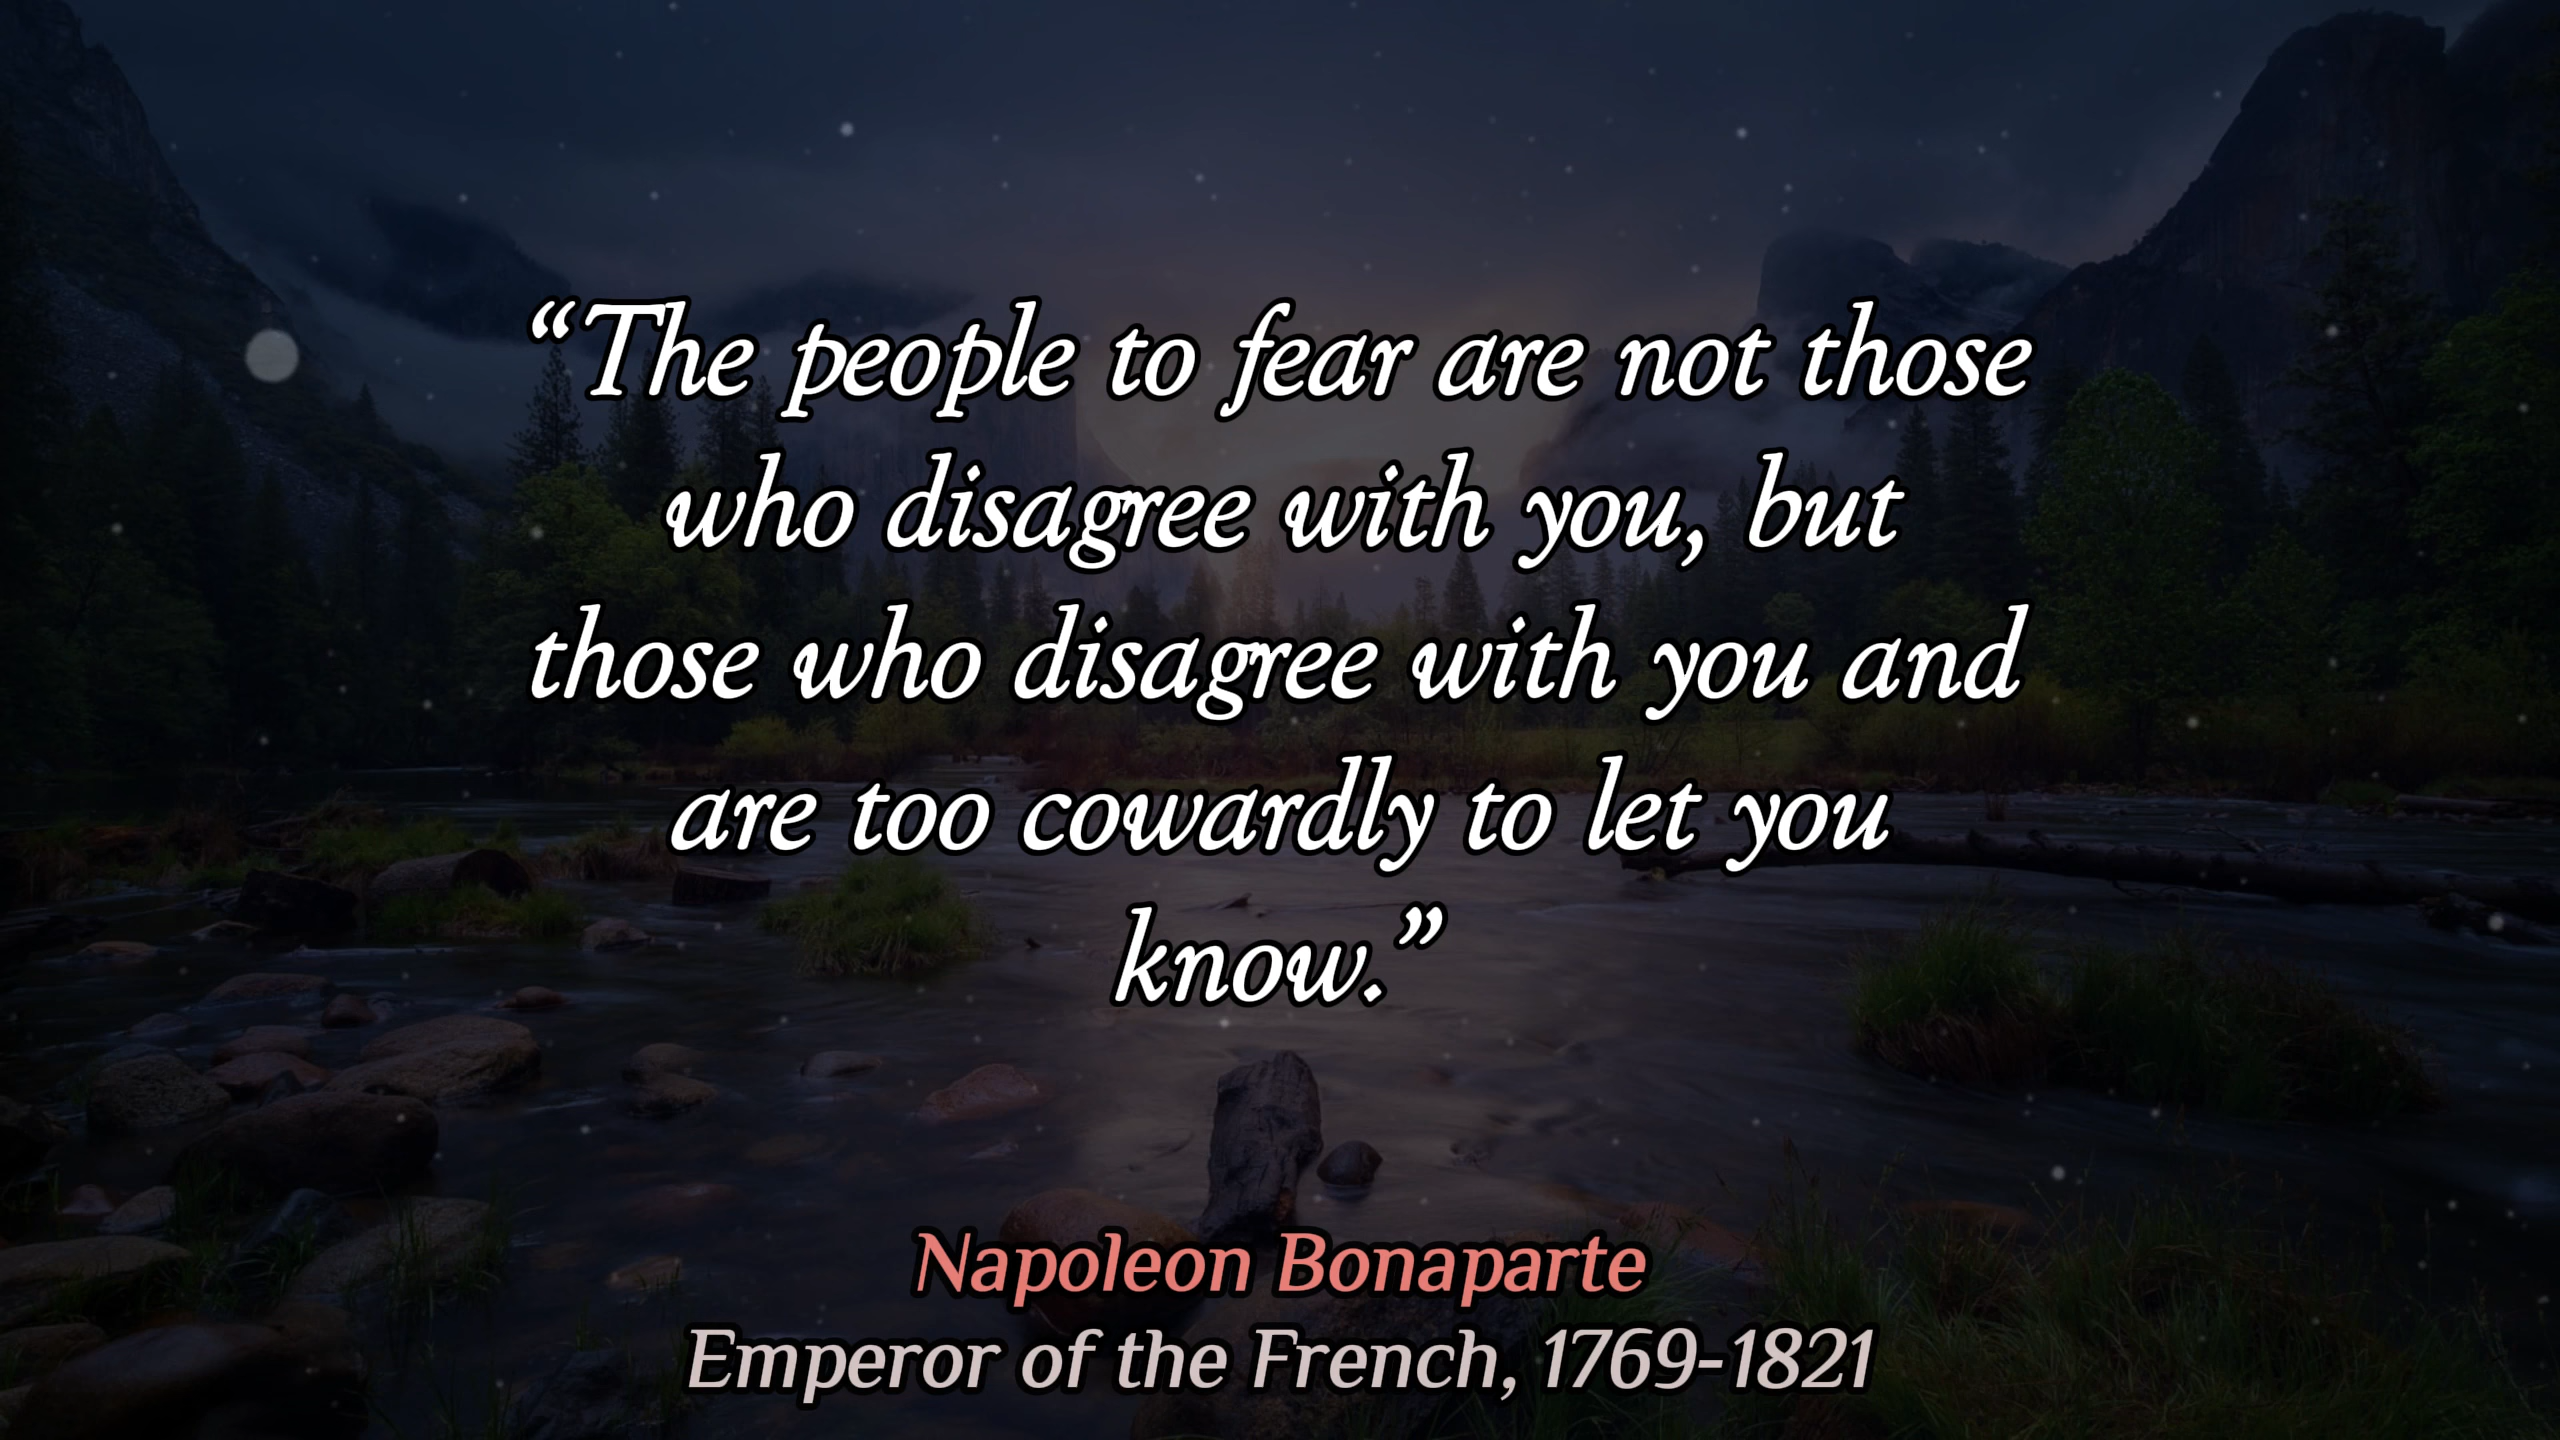 “The people to fear are not those
who disagree with you, but
those who disagree with you and
are too cowardly to let you
know.”
Napoleon Bonaparte
Emperor of the French, 1769-1821